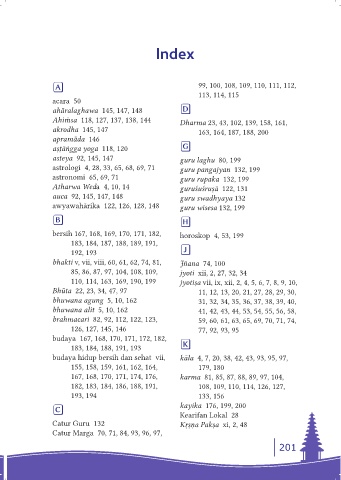 Index
A
acara 50
ahāralaghawa 145, 147, 148
Ahiṁsa 118, 127, 137, 138, 144
akrodha 145, 147
apramāda 146
aṣṭāṅgga yoga 118, 120
asteya 92, 145, 147
astrologi 4, 28, 33, 65, 68, 69, 71
astronomi 65, 69, 71
Atharwa Weda 4, 10, 14
auca 92, 145, 147, 148
awyawahārika 122, 126, 128, 148
B
bersih 167, 168, 169, 170, 171, 182,
183, 184, 187, 188, 189, 191,
192, 193
bhakti v, vii, viii, 60, 61, 62, 74, 81,
85, 86, 87, 97, 104, 108, 109,
110, 114, 163, 169, 190, 199
Bhūta 22, 23, 34, 47, 97
bhuwana agung 5, 10, 162
bhuwana alit 5, 10, 162
brahmacari 82, 92, 112, 122, 123,
126, 127, 145, 146
budaya 167, 168, 170, 171, 172, 182,
183, 184, 188, 191, 193
budaya hidup bersih dan sehat vii,
155, 158, 159, 161, 162, 164,
167, 168, 170, 171, 174, 176,
182, 183, 184, 186, 188, 191,
193, 194
C
Catur Guru 132
Catur Marga 70, 71, 84, 93, 96, 97,
99, 100, 108, 109, 110, 111, 112,
113, 114, 115
D
Dharma 23, 43, 102, 139, 158, 161,
163, 164, 187, 188, 200
G
guru laghu 80, 199
guru pangajyan 132, 199
guru rupaka 132, 199
guruśuśruṣā 122, 131
guru swadhyaya 132
guru wisesa 132, 199
H
horoskop 4, 53, 199
J
Jñana 74, 100
jyoti xii, 2, 27, 32, 34
jyotiṣa vii, ix, xii, 2, 4, 5, 6, 7, 8, 9, 10,
11, 12, 13, 20, 21, 27, 28, 29, 30,
31, 32, 34, 35, 36, 37, 38, 39, 40,
41, 42, 43, 44, 53, 54, 55, 56, 58,
59, 60, 61, 63, 65, 69, 70, 71, 74,
77, 92, 93, 95
K
kāla 4, 7, 20, 38, 42, 43, 93, 95, 97,
179, 180
karma 81, 85, 87, 88, 89, 97, 104,
108, 109, 110, 114, 126, 127,
133, 156
kayika 176, 199, 200
Kearifan Lokal 28
Kṛṣṇa Pakṣa xi, 2, 48
201